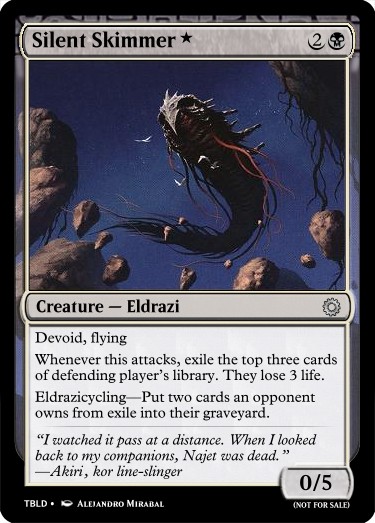 Silent Skimmer ★ 2
Creature — Eldrazi
Devoid, flying
Whenever this attacks, exile the top three cards
of defending player's library. They lose 3 life.
Eldrazicycling—Put two cards an opponent
owns from exile into their graveyard.
“I watched it pass at a distance. When I looked
back to my companions, Najet was dead.”
—Akiri, kor line-slinger
0/5
TBLD • Alejandro Mirabal
(NOT FOR SALE)